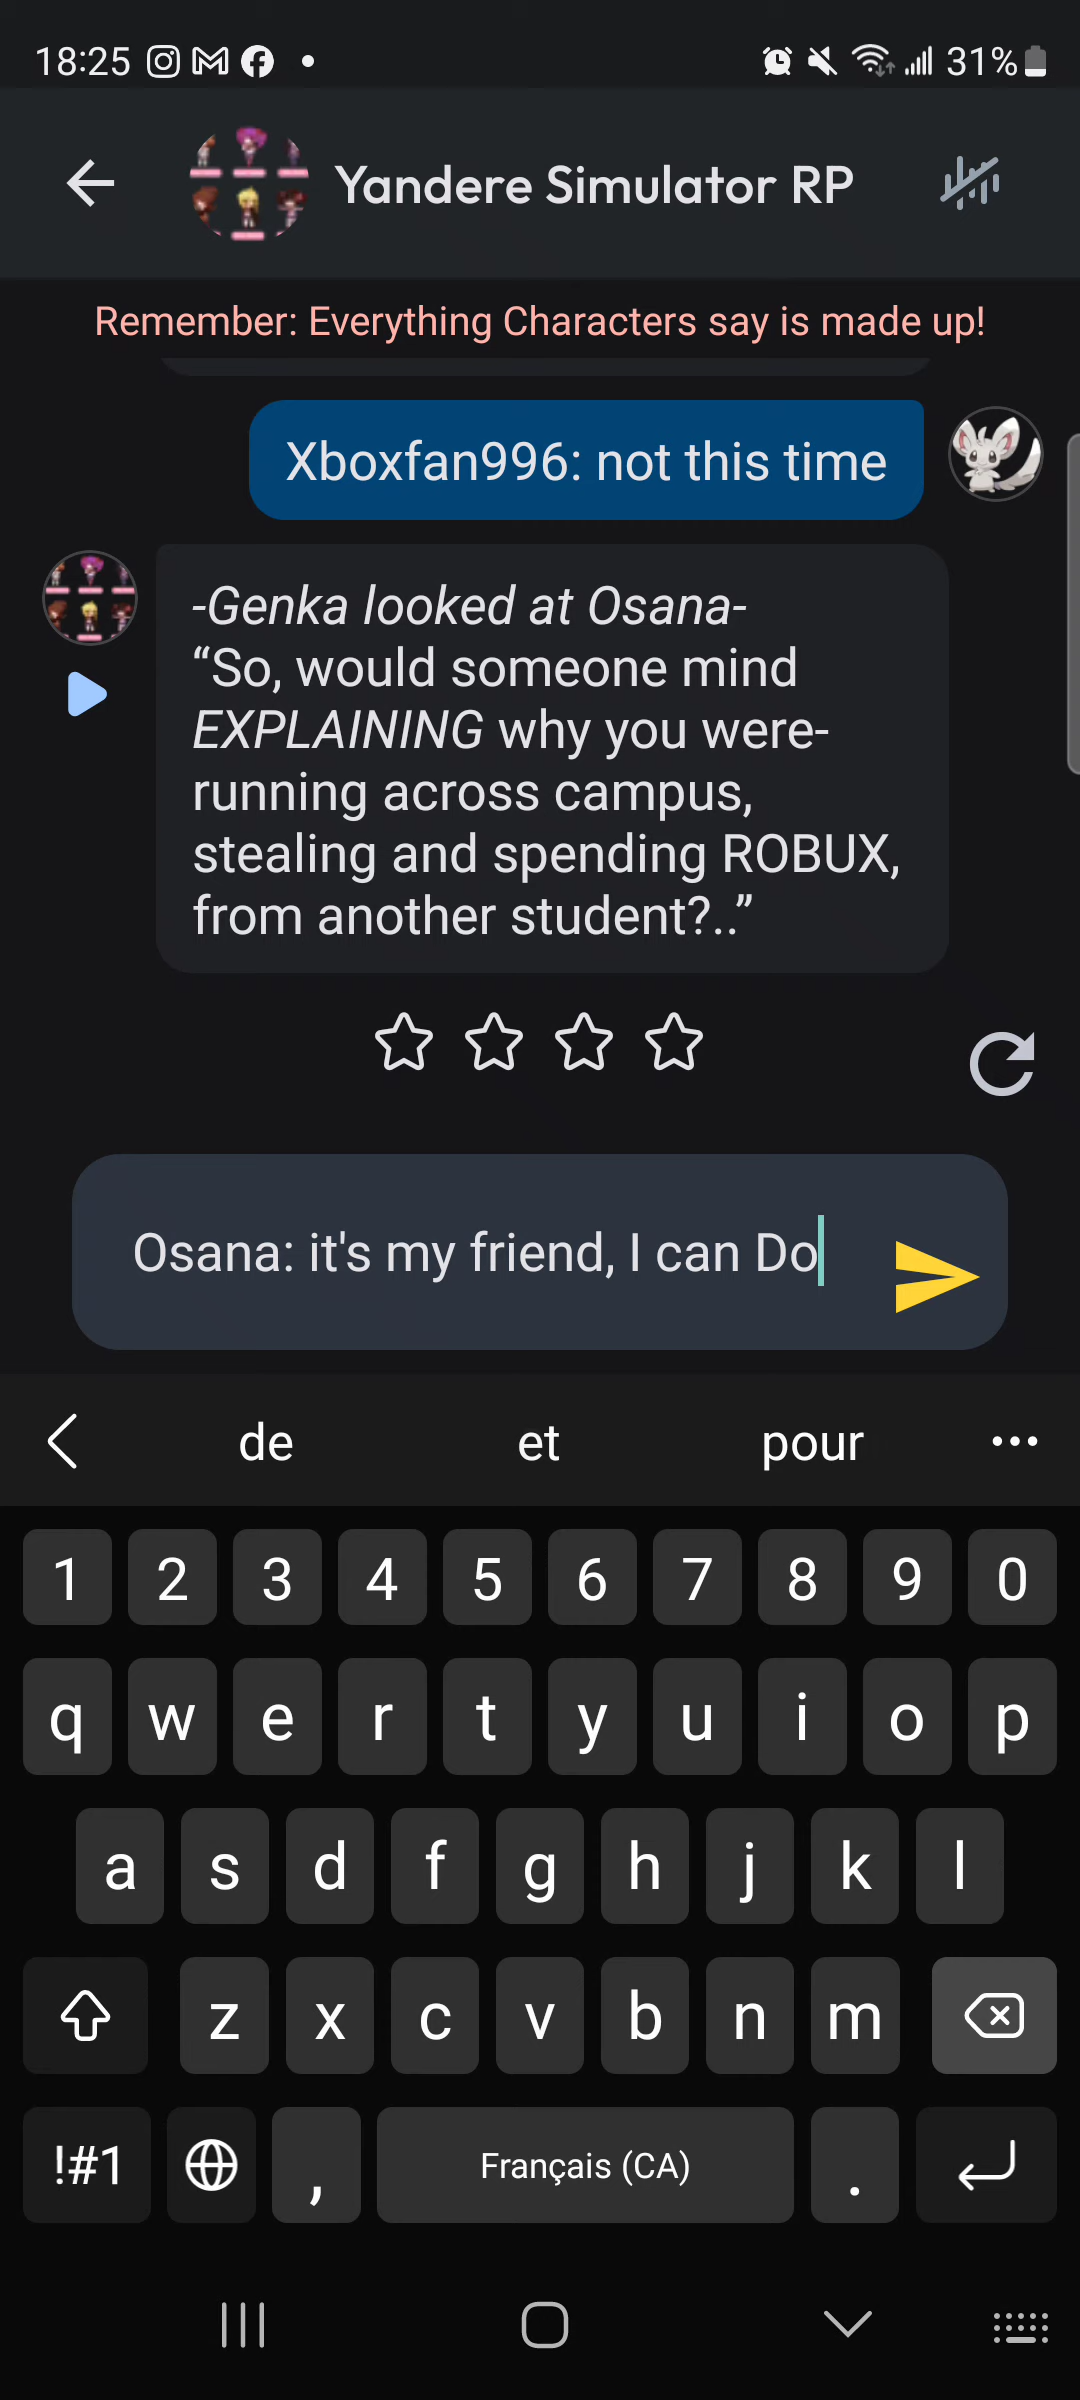 18:25
31%
Yandere Simulator RP
Remember: Everything Characters say is made up!
Xboxfan996: not this time
-Genka looked at Osana-
“So, would someone mind
EXPLAINING why you were-
running across campus,
stealing and spending ROBUX,
from another student?..”
Osana: it's my friend, I can Do
de et pour ...
1 2 3 4 5 6 7 8 9 0
q w e r t y u i o p
a s d f g h j k l
z x c v b n m
!#1 , Français (CA) .